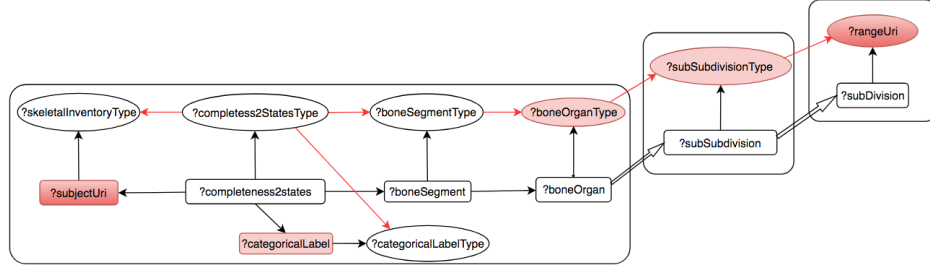 ?rangeUri
?subSubdivisionType
?subDivision
?skeletalInventoryType
?completess2StatesType
?boneSegmentType
?boneOrganType
?subSubdivision
?subjectUri
?completeness2states
?boneSegment
?boneOrgan
?categoricalLabel
?categoricalLabelType